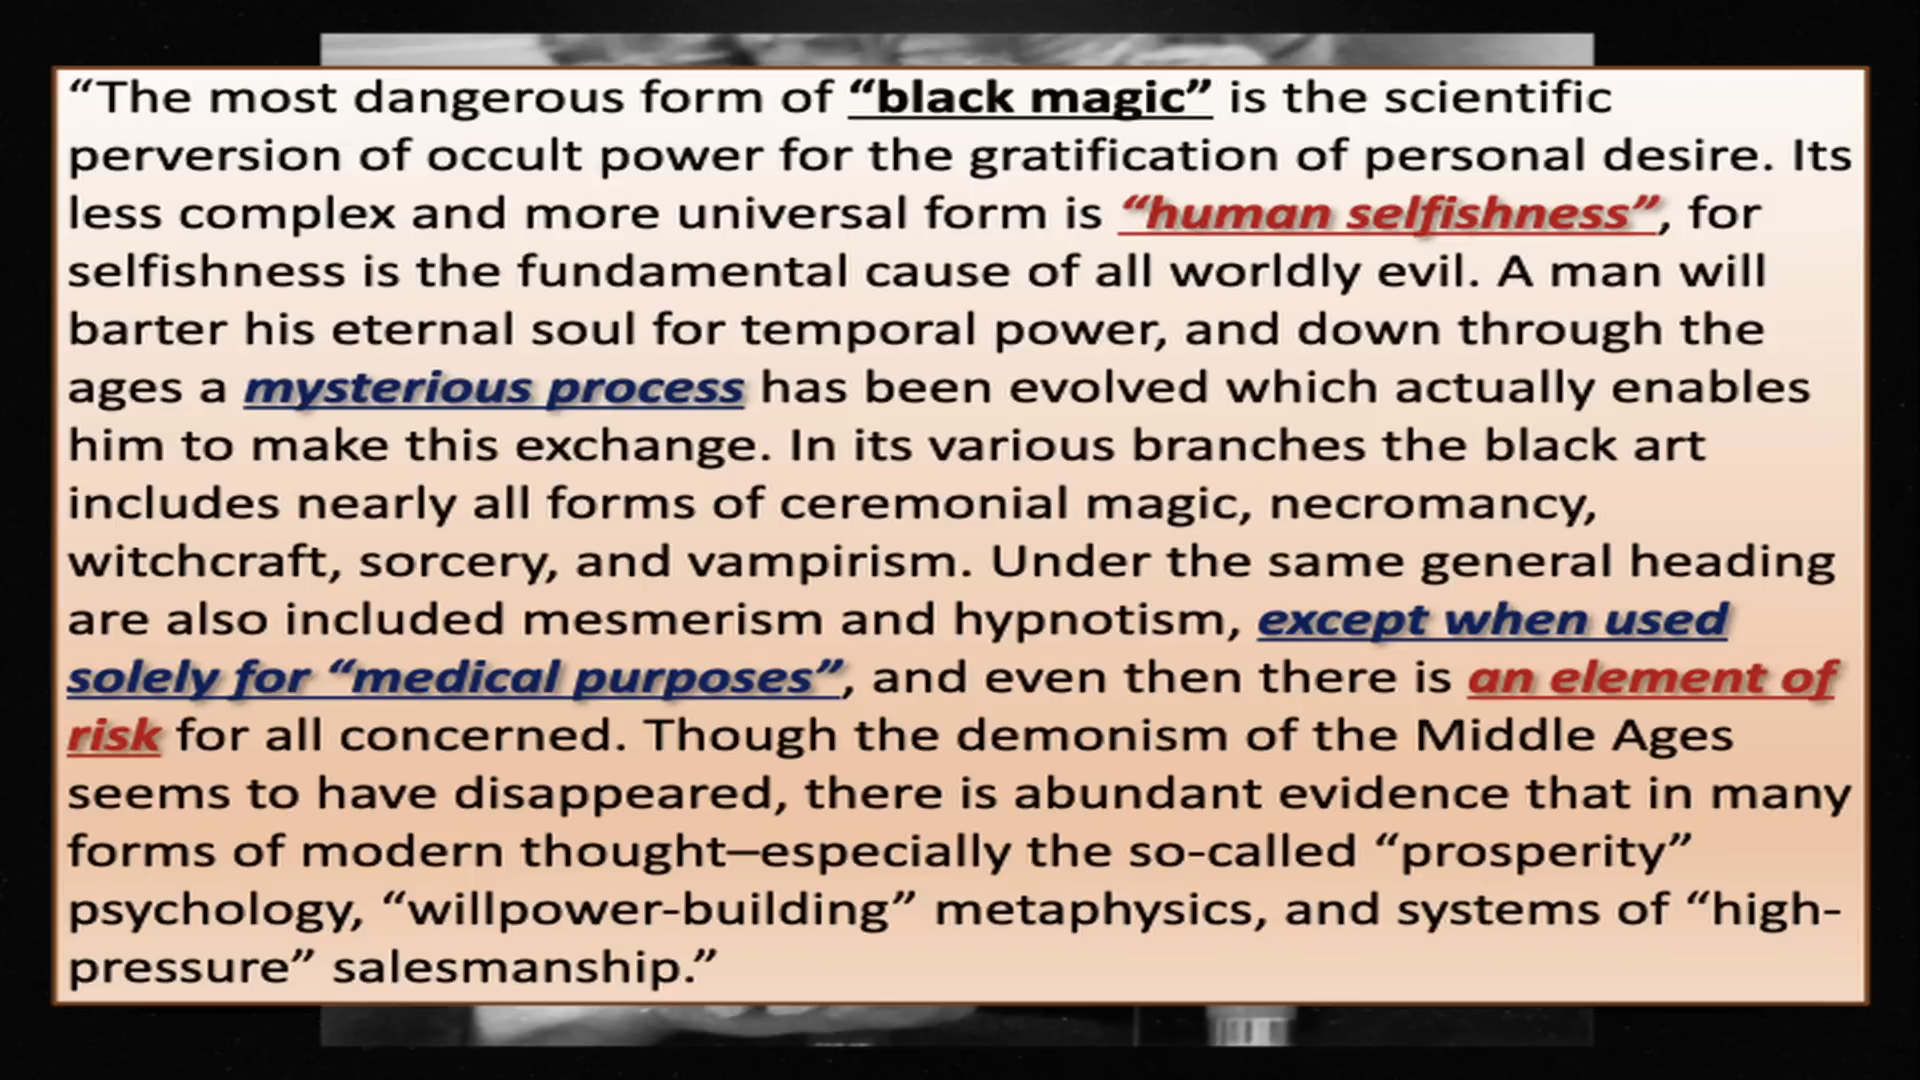 “The most dangerous form of “black magic” is the scientific
perversion of occult power for the gratification of personal desire. Its
less complex and more universal form is “human selfishness”, for
selfishness is the fundamental cause of all worldly evil. A man will
barter his eternal soul for temporal power, and down through the
ages a mysterious process has been evolved which actually enables
him to make this exchange. In its various branches the black art
includes nearly all forms of ceremonial magic, necromancy,
witchcraft, sorcery, and vampirism. Under the same general heading
are also included mesmerism and hypnotism, except when used
solely for “medical purposes”, and even then there is an element of
risk for all concerned. Though the demonism of the Middle Ages
seems to have disappeared, there is abundant evidence that in many
forms of modern thought—especially the so-called “prosperity”
psychology, “willpower-building” metaphysics, and systems of “high-
pressure” salesmanship.”